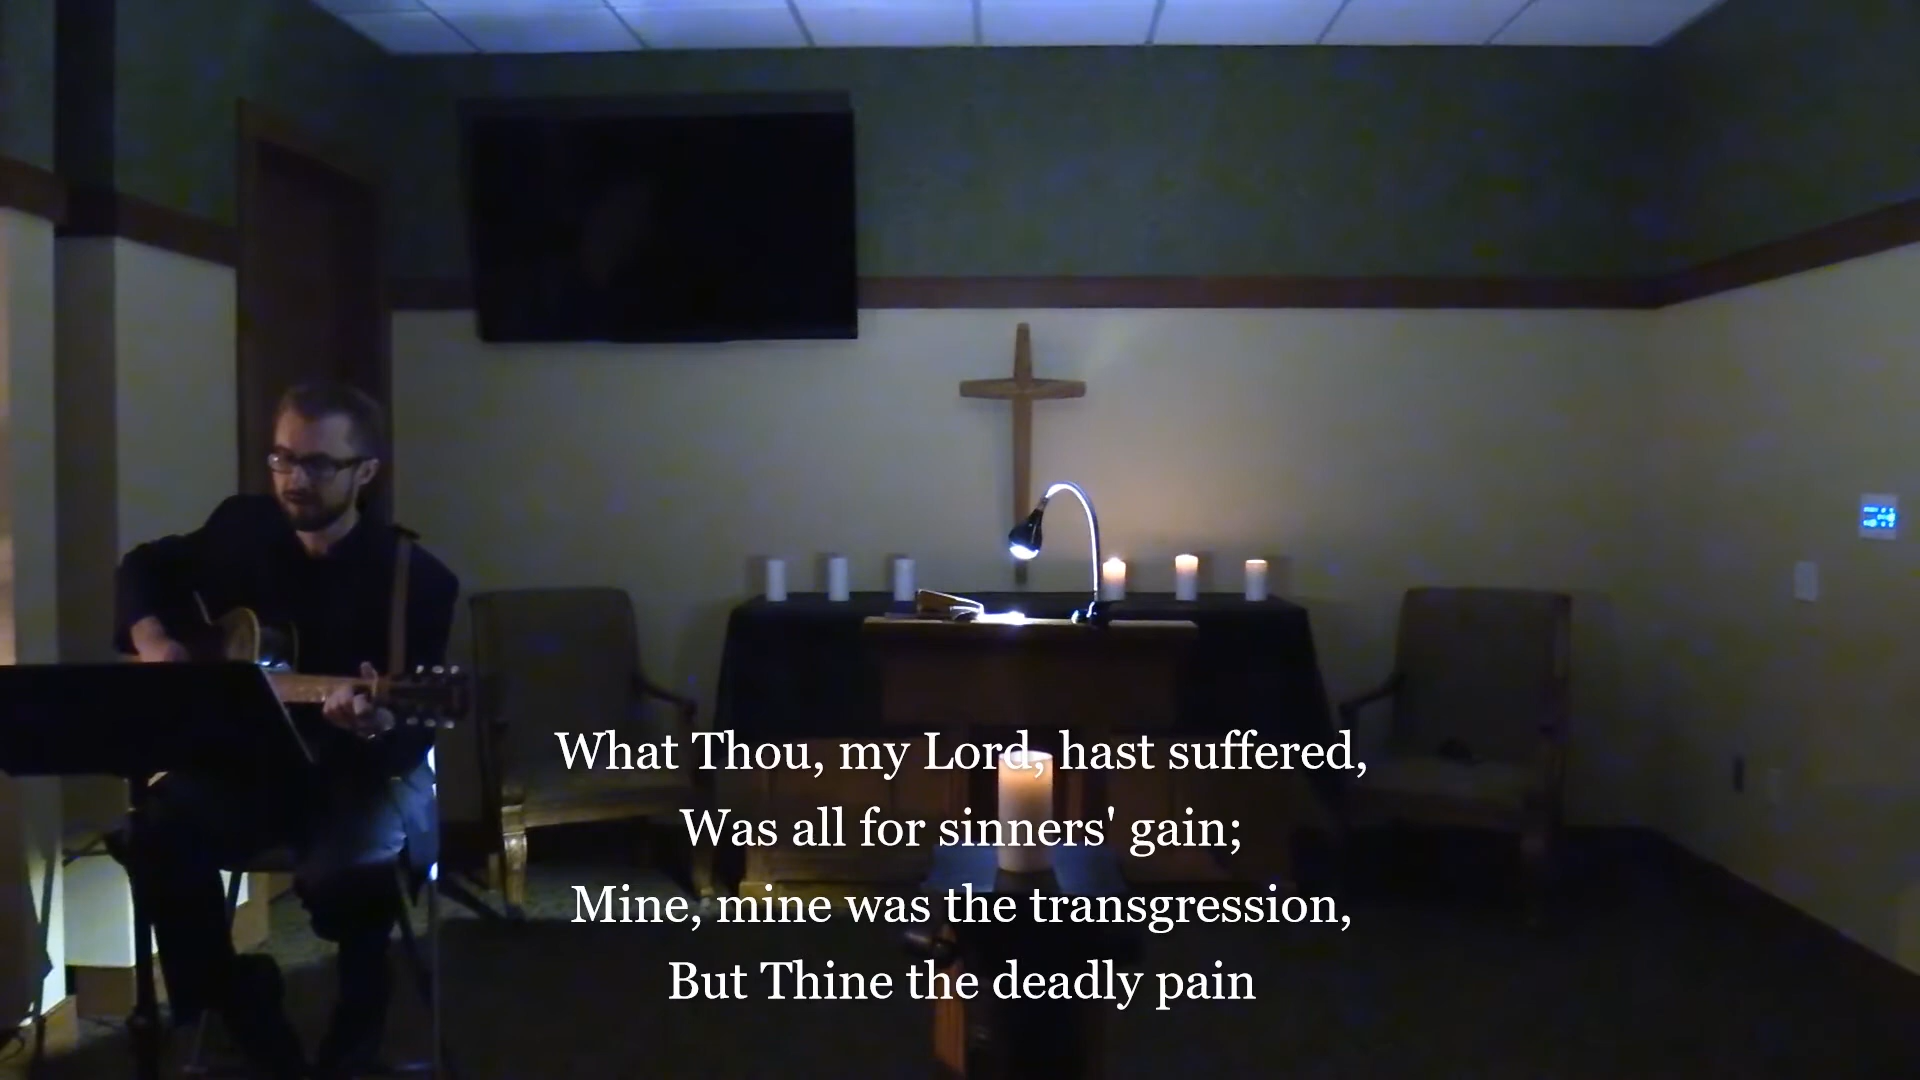 What Thou, my Lord, hast suffered,
Was all for sinners' gain;
Mine, mine was the transgression,
But Thine the deadly pain